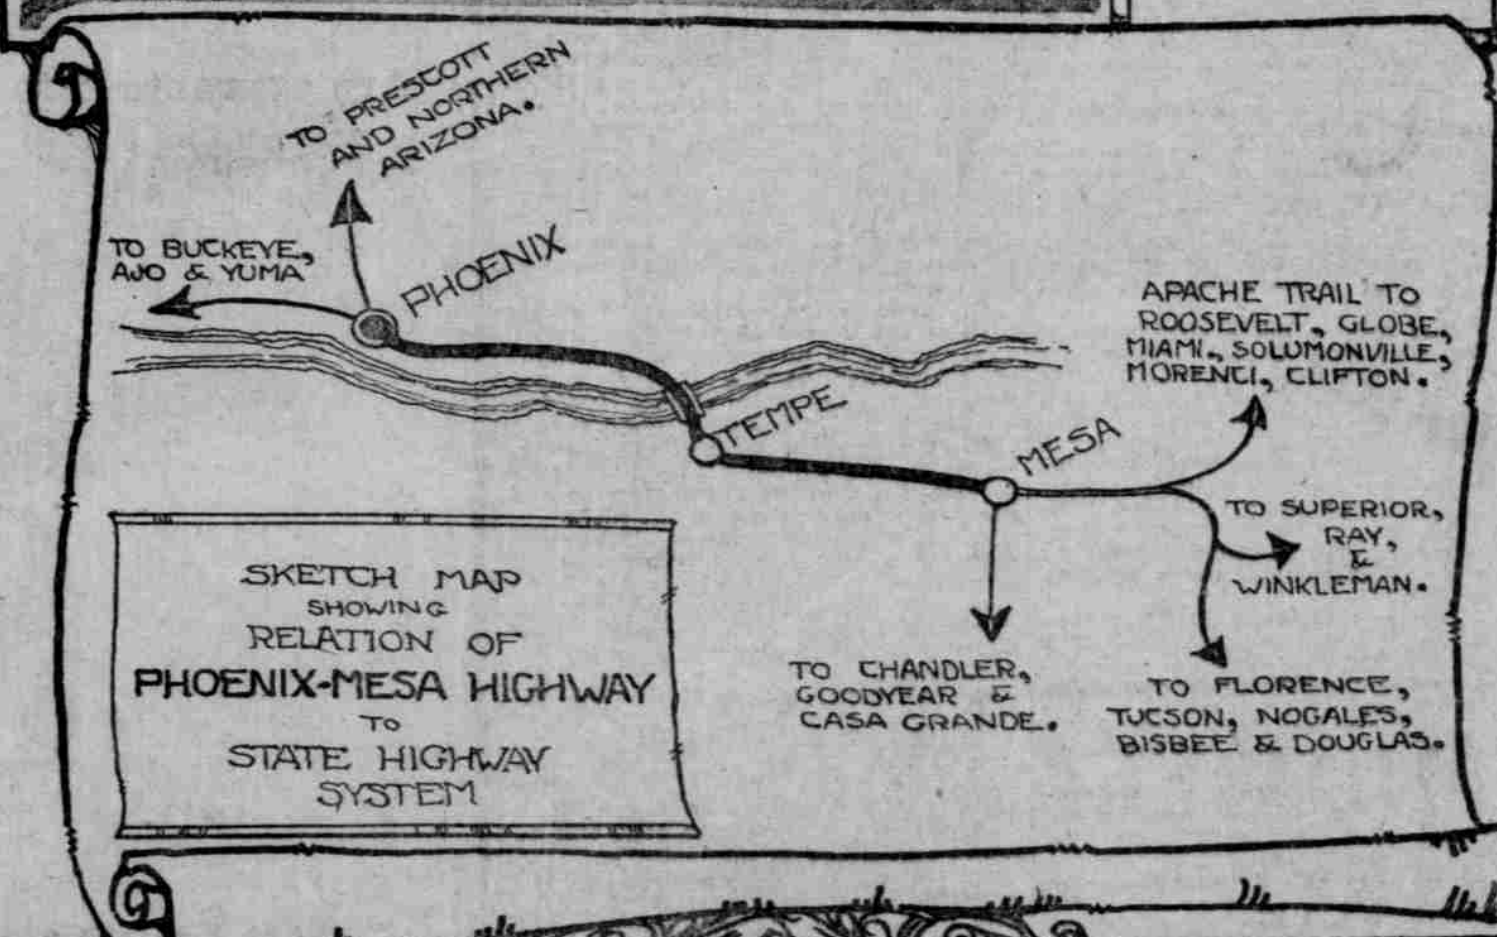 TO PRESCOTT
AND NORTHERN
ARIZONA.
TO BUCKEYE,
AJO & YUMA
PHOENIX
APACHE TRAIL TO
ROOSEVELT, GLOBE,
MIAMI., SOLUMONVILLE,
MORENCI, CLIFTON.
TEMPE
MESA
TO SUPERIOR,
RAY,
&
WINKLEMAN.
SKETCH MAP
SHOWING
RELATION OF
PHOENIX-MESA HIGHWAY
TO
STATE HIGHWAY
SYSTEM
TO CHANDLER,
GOODYEAR &
CASA GRANDE.
TO FLORENCE,
TUCSON, NOGALES,
BISBEE & DOUGLAS.